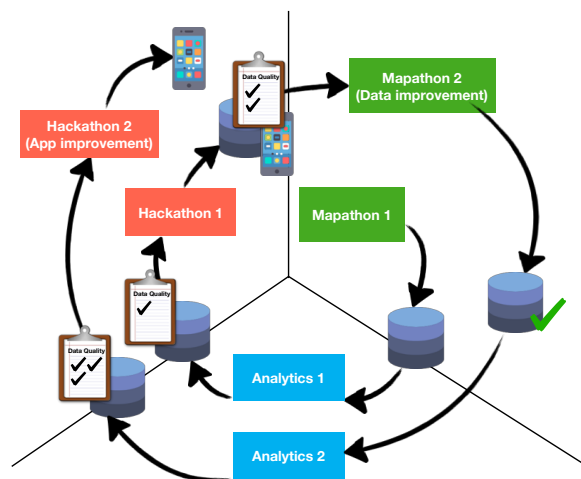 Data Quality
Mapathon 2
(Data improvement)
Hackathon 2
(App improvement)
Hackathon 1
Mapathon 1
Data Quality
Data Quality
Analytics 1
Analytics 2